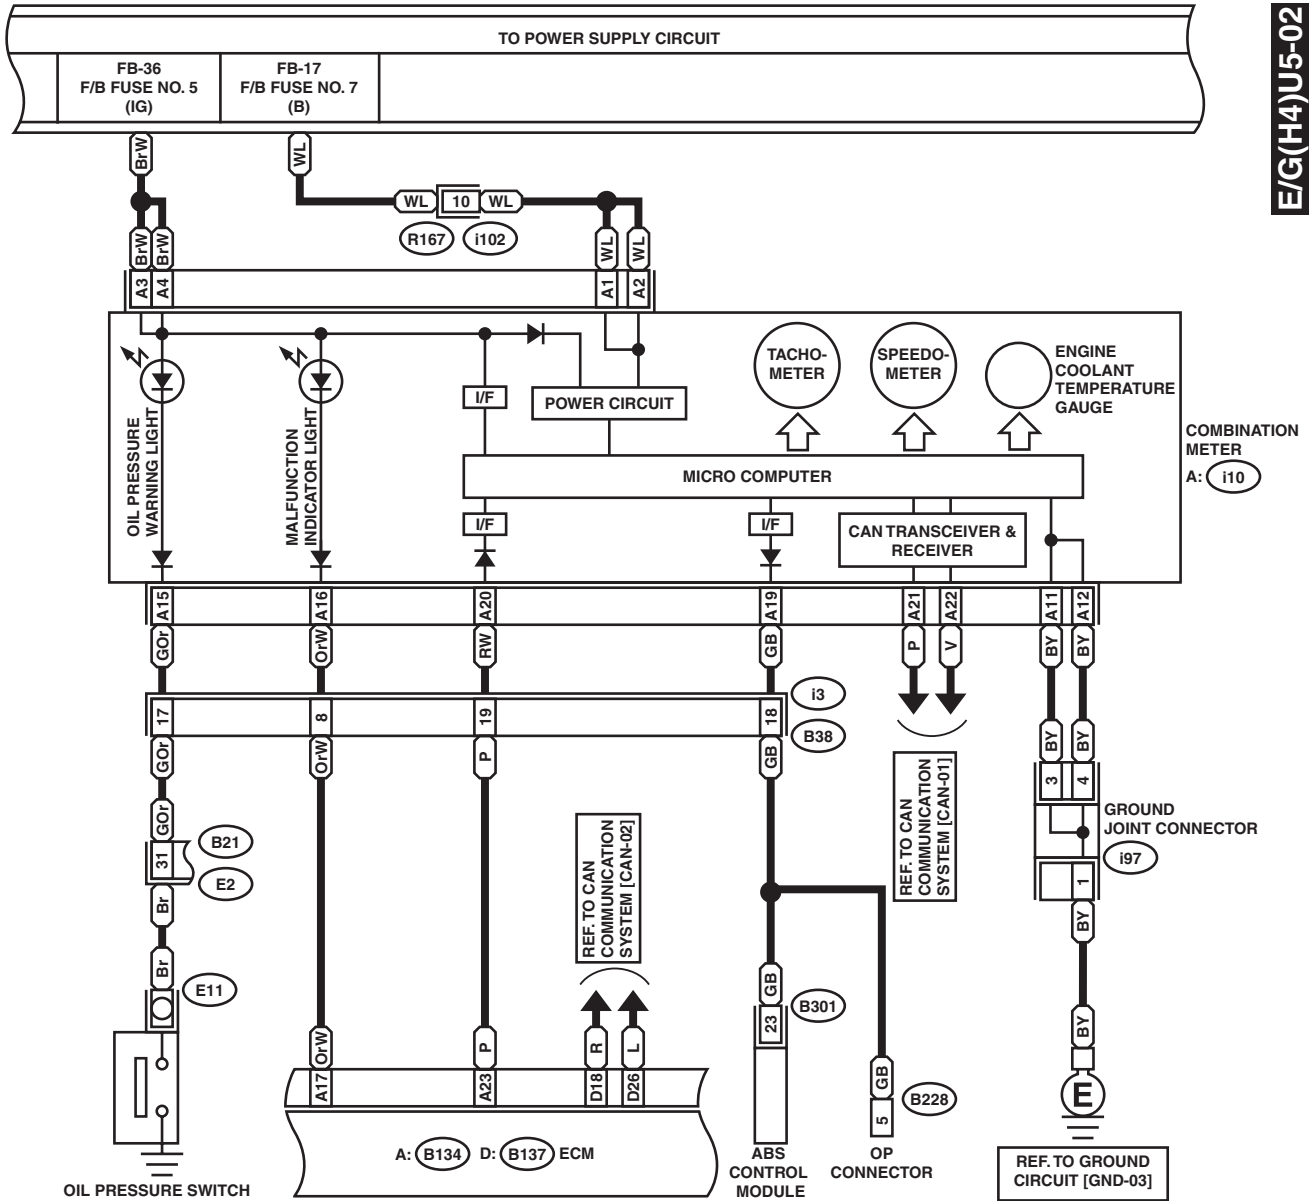 E/G(H4)U5-02
TO POWER SUPPLY CIRCUIT
FB-36
F/B FUSE NO. 5
(IG)
FB-17
F/B FUSE NO. 7
(B)
BrW
WL
WL
10
WL
R167
i102
BrW
BrW
WL
WL
A3
A4
A1
A2
OIL PRESSURE
WARNING LIGHT
MALFUNCTION
INDICATOR LIGHT
I/F
POWER CIRCUIT
TACHO-
METER
SPEEDO-
METER
ENGINE
COOLANT
TEMPERATURE
GAUGE
COMBINATION
METER
A: i10
MICRO COMPUTER
I/F
I/F
CAN TRANSCEIVER &
RECEIVER
A15
A16
A20
A19
A21
A22
A11
A12
GOr
OrW
RW
GB
P
V
BY
BY
17
8
19
18
i3
B38
GOr
OrW
P
GB
BY
BY
REF. TO CAN
COMMUNICATION
SYSTEM [CAN-01]
3
4
GROUND
JOINT CONNECTOR
i97
1
GOr
31
B21
E2
Br
Br
E11
REF. TO CAN
COMMUNICATION
SYSTEM [CAN-02]
BY
BY
GB
23
B301
OrW
P
R
L
A17
A23
D18
D26
GB
5
B228
E
A: B134 D: B137 ECM
OIL PRESSURE SWITCH
ABS
CONTROL
MODULE
OP
CONNECTOR
REF. TO GROUND
CIRCUIT [GND-03]